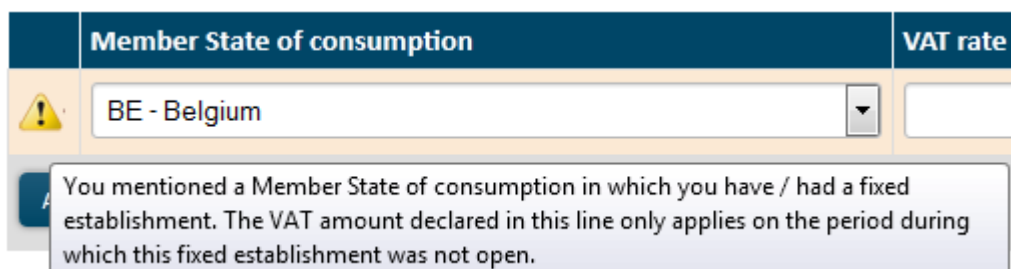 Member State of consumption VAT rate
BE - Belgium
You mentioned a Member State of consumption in which you have / had a fixed
establishment. The VAT amount declared in this line only applies on the period during
which this fixed establishment was not open.